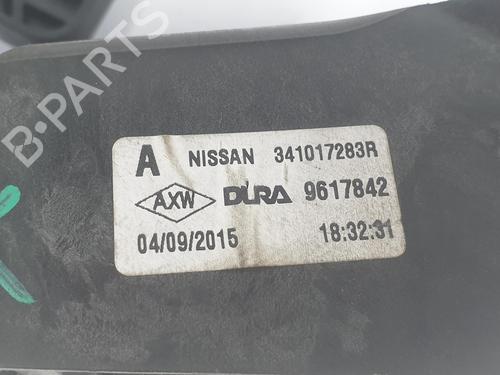 A NISSAN 341017283R
AXW DURA 9617842
04/09/2015 18:32:31
B-PARTS